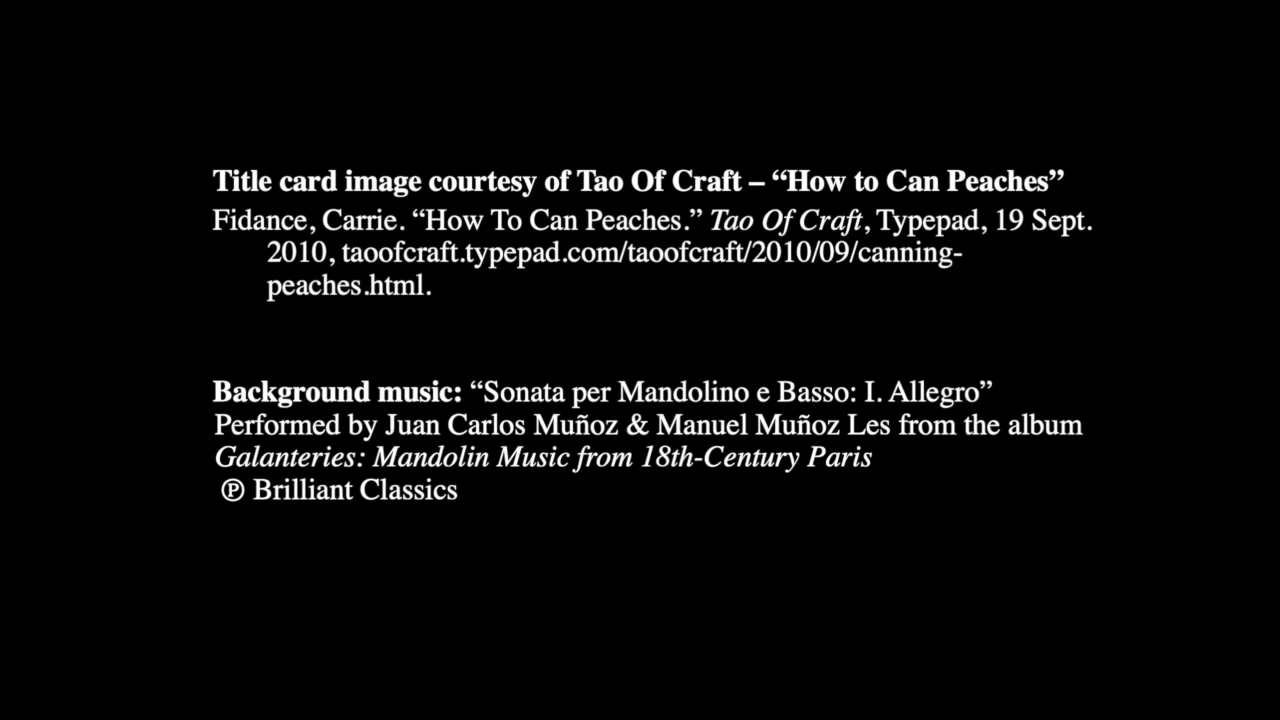 Title card image courtesy of Tao Of Craft – “How to Can Peaches”
Fidance, Carrie. “How To Can Peaches.” Tao Of Craft, Typepad, 19 Sept.
2010, taoofcraft.typepad.com/taoofcraft/2010/09/canning-
peaches.html.
Background music: “Sonata per Mandolino e Basso: I. Allegro”
Performed by Juan Carlos Muñoz & Manuel Muñoz Les from the album
Galanteries: Mandolin Music from 18th-Century Paris
℗ Brilliant Classics